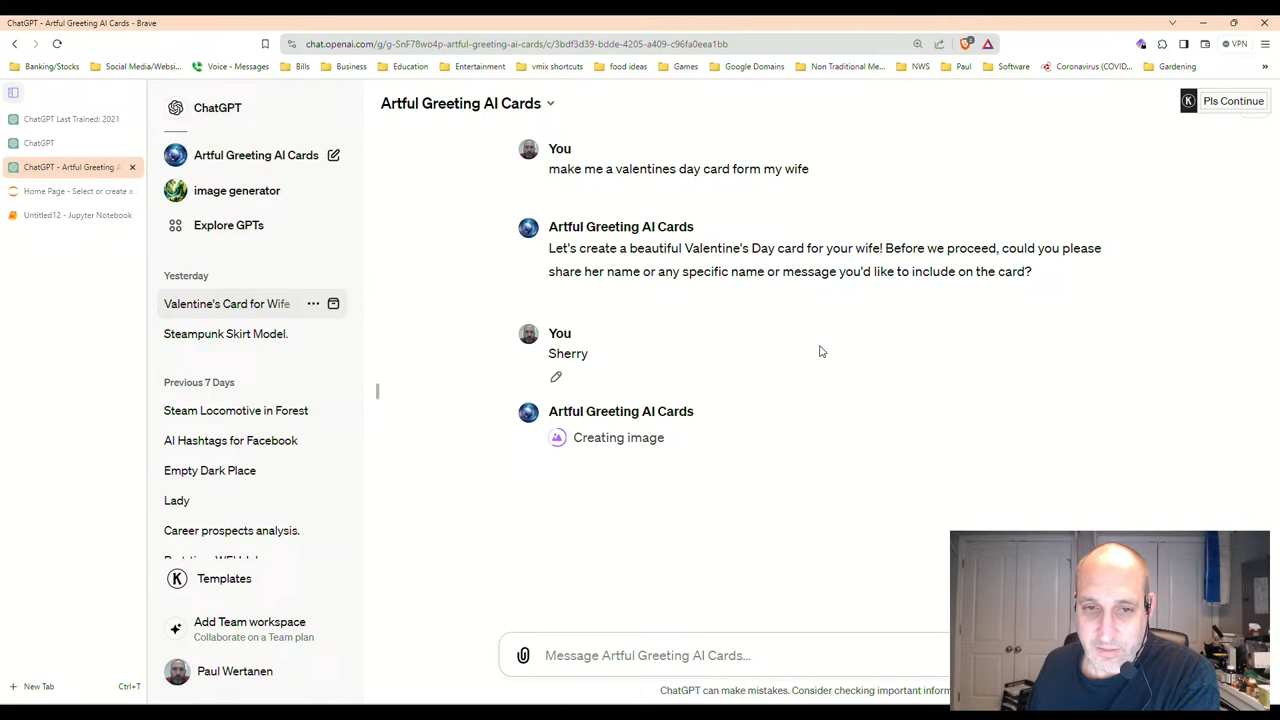 ChatGPT - Artful Greeting AI Cards - Brave
chat.openai.com/g/g-SnF78wo4p-artful-greeting-ai-cards/c/3bdf3d39-bdde-4205-a409-c96fa0eea1bb
VPN
Banking/Stocks
Social Media/Websi...
Voice - Messages
Bills
Business
Education
Entertainment
vmix shortcuts
food ideas
Games
Google Domains
Non Traditional Me...
NWS
Paul
Software
Coronavirus (COVID...
Gardening
ChatGPT Last Trained: 2021
ChatGPT
ChatGPT - Artful Greeting
Home Page - Select or create a
Untitled12 - Jupyter Notebook
New Tab
Ctrl+T
ChatGPT
Artful Greeting AI Cards
image generator
Explore GPTs
Yesterday
Valentine's Card for Wife
Steampunk Skirt Model.
Previous 7 Days
Steam Locomotive in Forest
AI Hashtags for Facebook
Empty Dark Place
Lady
Career prospects analysis.
K
Templates
Add Team workspace
Collaborate on a Team plan
Paul Wertanen
Artful Greeting AI Cards
K
Pls Continue
You
make me a valentines day card form my wife
Artful Greeting AI Cards
Let's create a beautiful Valentine's Day card for your wife! Before we proceed, could you please
share her name or any specific name or message you'd like to include on the card?
You
Sherry
Artful Greeting AI Cards
Creating image
Message Artful Greeting AI Cards...
ChatGPT can make mistakes. Consider checking important